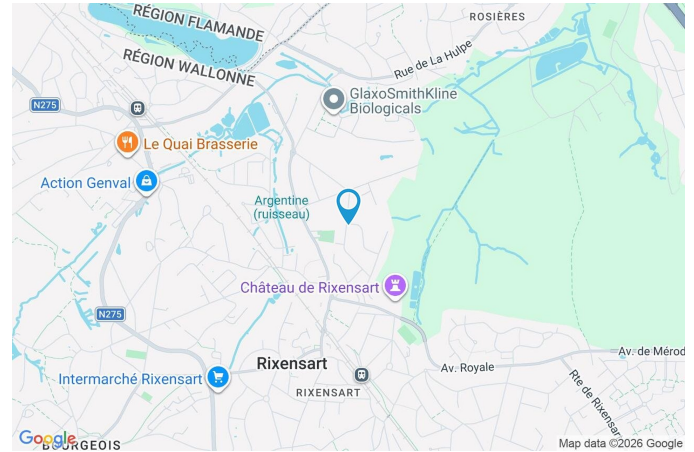 RÉGION FLAMANDE
RÉGION WALLONNE
ROSIÈRES
Rue de La Hulpe
N275
GlaxoSmithKline
Biologicals
Le Quai Brasserie
Action Genval
Argentine
(ruisseau)
Château de Rixensart
N275
Av. de Mérod
Av. Royale
Rixensart
Intermarché Rixensart
RIXENSART
Rte de Rixensar
BOURGEOIS
Google
Map data ©2026 Google